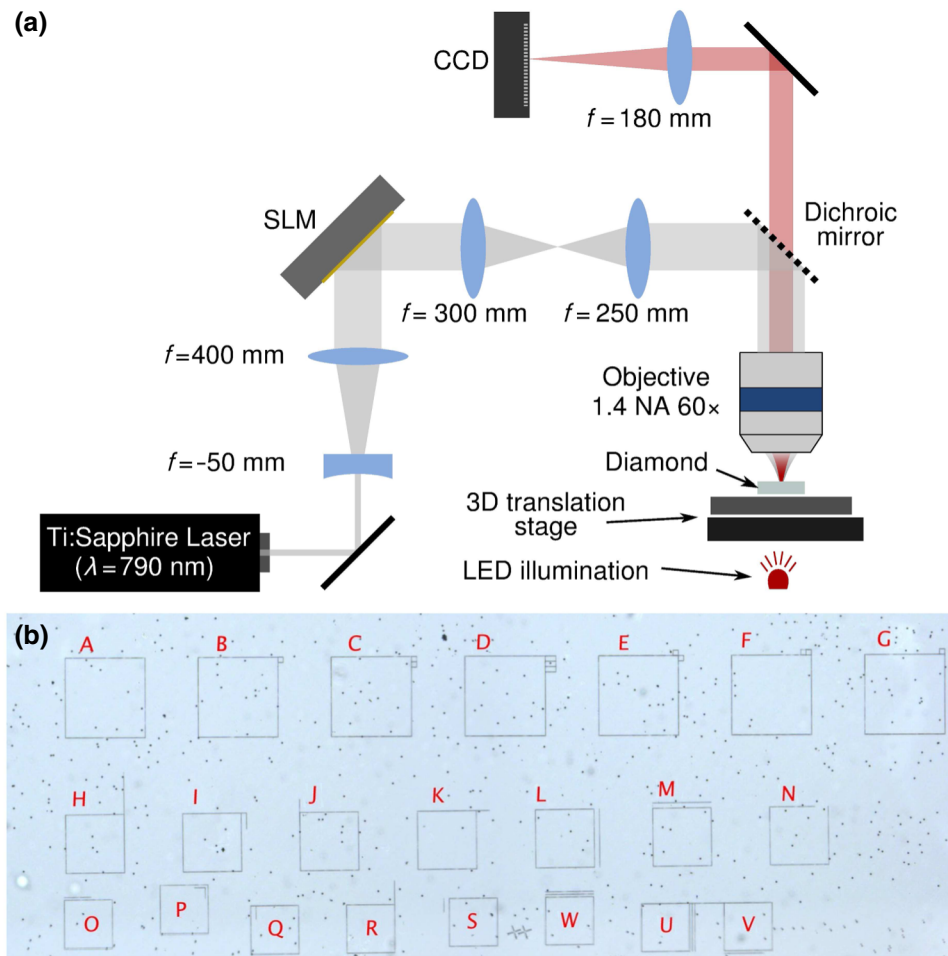 (a)
CCD
f=180 mm
SLM
Dichroic
mirror
f=300 mm
f=250 mm
f=400 mm
Objective
1.4 NA 60×
f=-50 mm
Diamond
3D translation
stage
Ti:Sapphire Laser
(λ=790 nm)
LED illumination
(b)
A B C D E F G
H I J K L M N
O P Q R S W U V